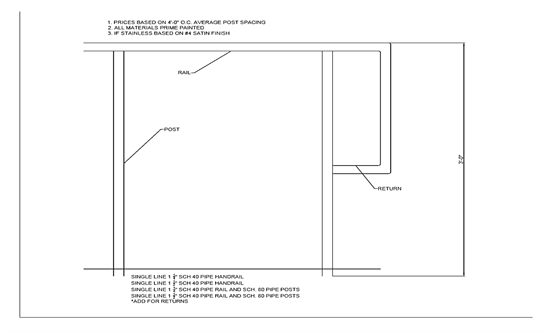 1. PRICES BASED ON 4'-0" O.C. AVERAGE POST SPACING
2. ALL MATERIALS PRIME PAINTED
3. IF STAINLESS BASED ON #4 SATIN FINISH
RAIL
POST
3'-0"
RETURN
SINGLE LINE 1 " SCH 40 PIPE HANDRAIL
SINGLE LINE 1 " SCH 40 PIPE HANDRAIL
SINGLE LINE 1 " SCH 40 PIPE RAIL AND SCH. 80 PIPE POSTS
SINGLE LINE 1 " SCH 40 PIPE RAIL AND SCH. 80 PIPE POSTS
*ADD FOR RETURNS